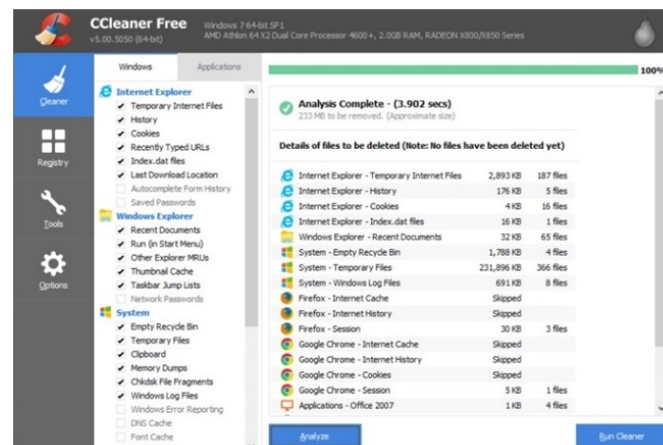 CCleaner Free
v5.00.5050 (64-bit)
Windows 7 64-bit SP1
AMD Athlon 64 X2 Dual Core Processor 4600+, 2.0GB RAM, RADEON X800/X850 Series
Cleaner
Registry
Tools
Options
Windows
Applications
Internet Explorer
Temporary Internet Files
History
Cookies
Recently Typed URLs
Index.dat files
Last Download Location
Autocomplete Form History
Saved Passwords
Windows Explorer
Recent Documents
Run (in Start Menu)
Other Explorer MRUs
Thumbnail Cache
Taskbar Jump Lists
Network Passwords
System
Empty Recycle Bin
Temporary Files
Clipboard
Memory Dumps
Chkdsk File Fragments
Windows Log Files
Windows Error Reporting
DNS Cache
Font Cache
100%
Analysis Complete - (3.902 secs)
233 MB to be removed. (Approximate size)
Details of files to be deleted (Note: No files have been deleted yet)
Internet Explorer - Temporary Internet Files 2,893 KB 187 files
Internet Explorer - History 176 KB 5 files
Internet Explorer - Cookies 4 KB 16 files
Internet Explorer - Index.dat files 16 KB 1 files
Windows Explorer - Recent Documents 32 KB 65 files
System - Empty Recycle Bin 1,788 KB 4 files
System - Temporary Files 231,896 KB 366 files
System - Windows Log Files 691 KB 8 files
Firefox - Internet Cache Skipped
Firefox - Internet History Skipped
Firefox - Session 30 KB 3 files
Google Chrome - Internet Cache Skipped
Google Chrome - Internet History Skipped
Google Chrome - Cookies Skipped
Google Chrome - Session 5 KB 1 files
Applications - Office 2007 1 KB 4 files
Analyze
Run Cleaner